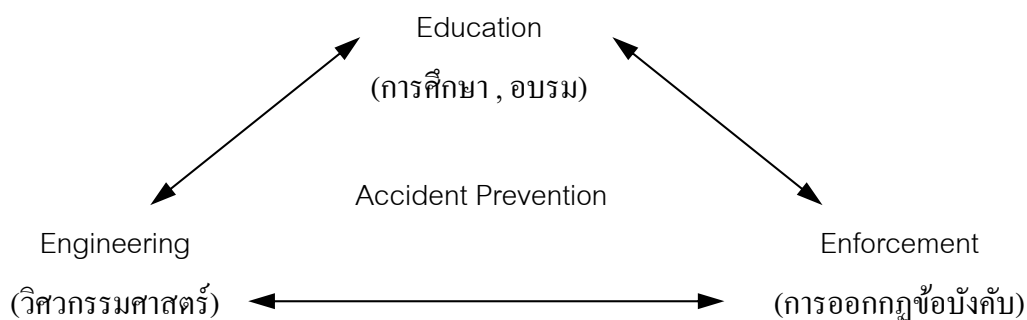 Education
(การศึกษา , อบรม)
Accident Prevention
Engineering
(วิศวกรรมศาสตร์)
Enforcement
(การออกกฎข้อบังคับ)